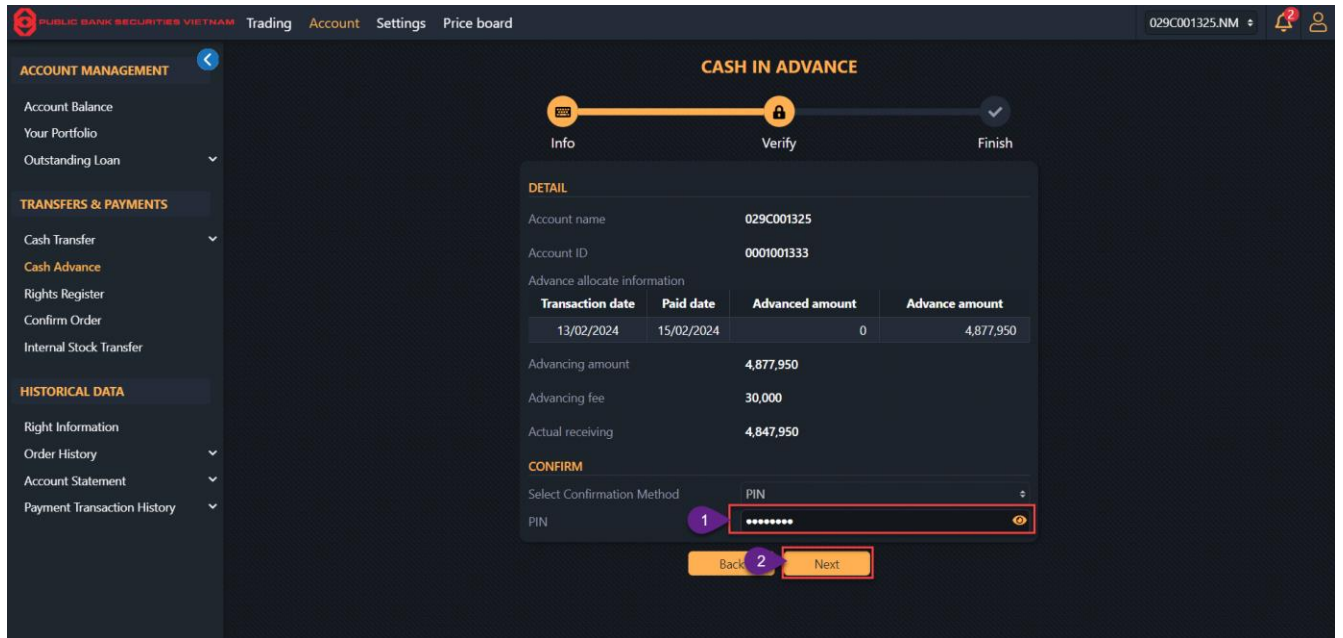 PUBLIC BANK SECURITIES VIETNAM Trading Account Settings Price board 029C001325.NM 2
ACCOUNT MANAGEMENT
Account Balance
Your Portfolio
Outstanding Loan
TRANSFERS & PAYMENTS
Cash Transfer
Cash Advance
Rights Register
Confirm Order
Internal Stock Transfer
HISTORICAL DATA
Right Information
Order History
Account Statement
Payment Transaction History
CASH IN ADVANCE
Info Verify Finish
DETAIL
Account name 029C001325
Account ID 0001001333
Advance allocate information
Transaction date Paid date Advanced amount Advance amount
13/02/2024 15/02/2024 0 4,877,950
Advancing amount 4,877,950
Advancing fee 30,000
Actual receiving 4,847,950
CONFIRM
Select Confirmation Method PIN
PIN 1 ••••••••
Back 2 Next